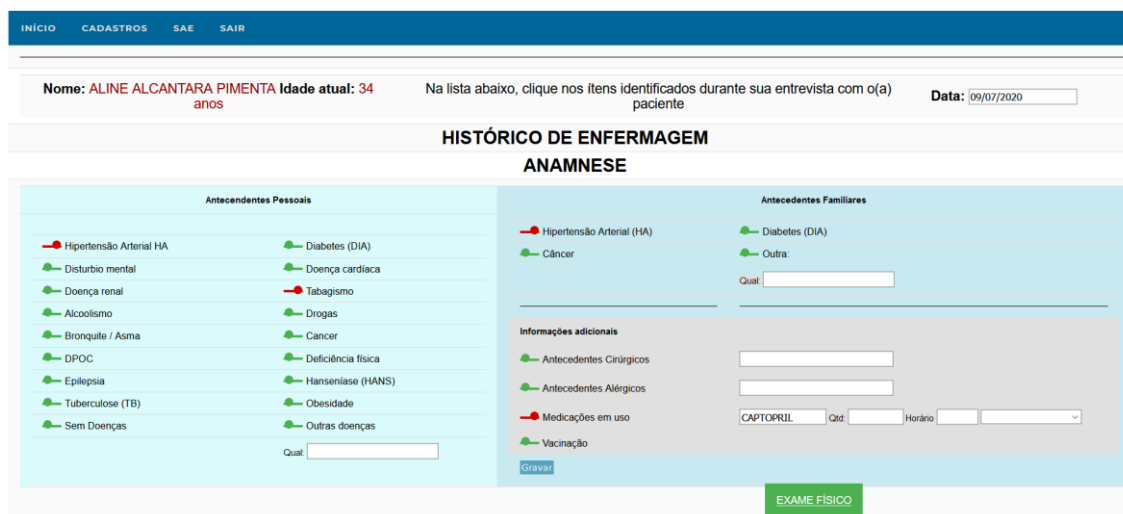 INÍCIO CADASTROS SAE SAIR
Nome: ALINE ALCANTARA PIMENTA Idade atual: 34
anos
Na lista abaixo, clique nos ítens identificados durante sua entrevista com o(a)
paciente
Data: 09/07/2020
HISTÓRICO DE ENFERMAGEM
ANAMNESE
Antecendentes Pessoais
Hipertensão Arterial HA Diabetes (DIA)
Disturbio mental Doença cardíaca
Doença renal Tabagismo
Alcoolismo Drogas
Bronquite / Asma Cancer
DPOC Deficiência física
Epilepsia Hanseníase (HANS)
Tuberculose (TB) Obesidade
Sem Doenças Outras doenças
Qual:
Antecedentes Familiares
Hipertensão Arterial (HA) Diabetes (DIA)
Câncer Outra:
Qual:
Informações adicionais
Antecedentes Cirúrgicos
Antecedentes Alérgicos
Medicações em uso CAPTOPRIL Qtd: Horário
Vacinação
Gravar
EXAME FÍSICO